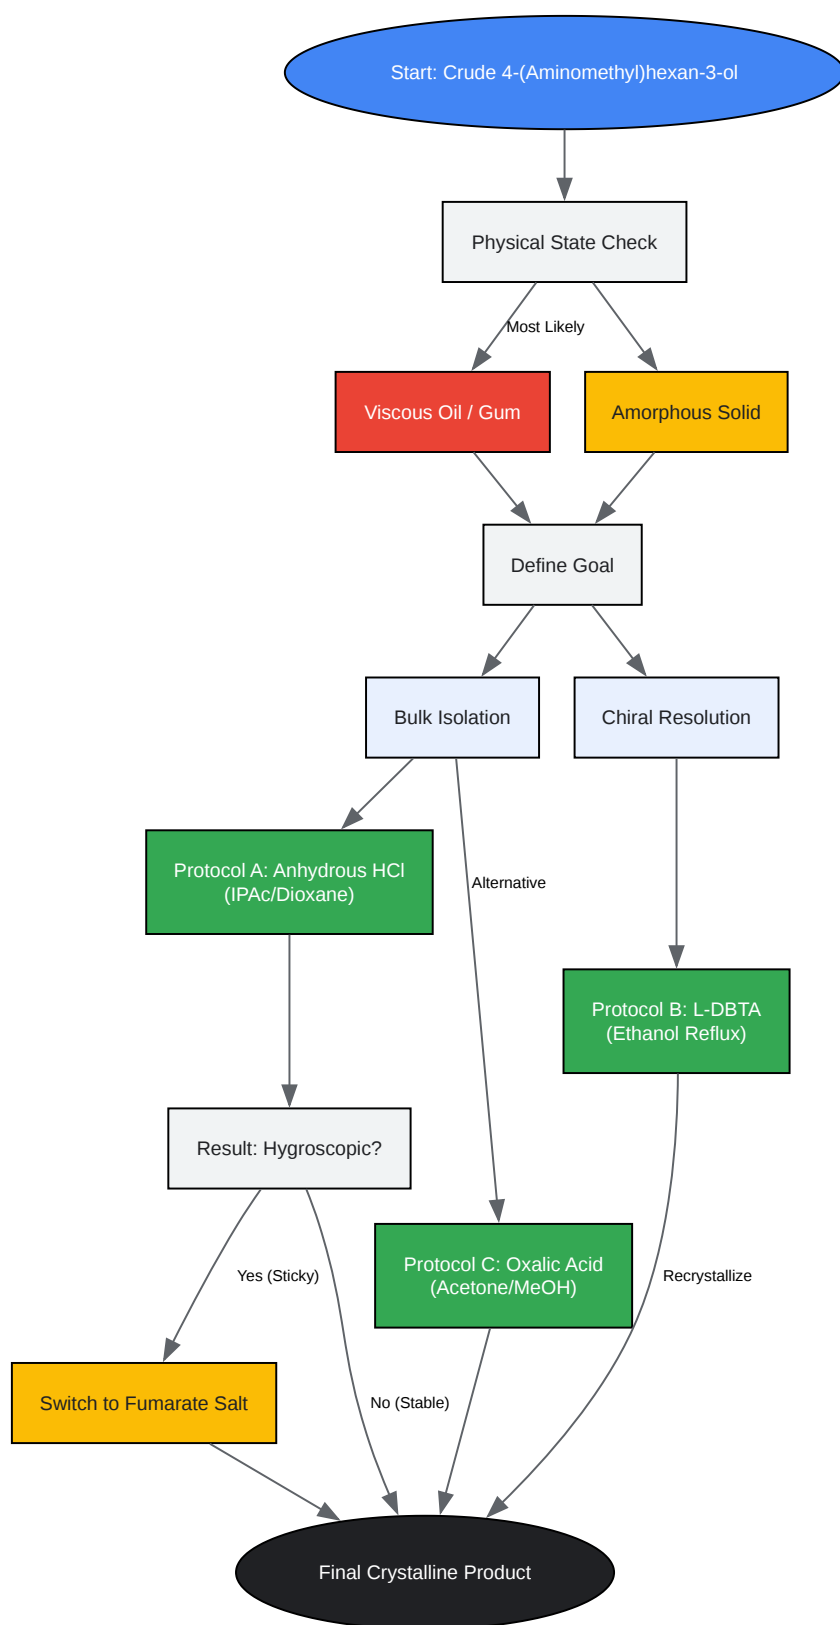 Start: Crude 4-(Aminomethyl)hexan-3-ol
Physical State Check
Most Likely
Viscous Oil / Gum
Amorphous Solid
Define Goal
Bulk Isolation
Chiral Resolution
Protocol A: Anhydrous HCl
(IPAc/Dioxane)
Alternative
Protocol B: L-DBTA
(Ethanol Reflux)
Result: Hygroscopic?
Protocol C: Oxalic Acid
(Acetone/MeOH)
Yes (Sticky)
Recrystallize
Switch to Fumarate Salt
No (Stable)
Final Crystalline Product